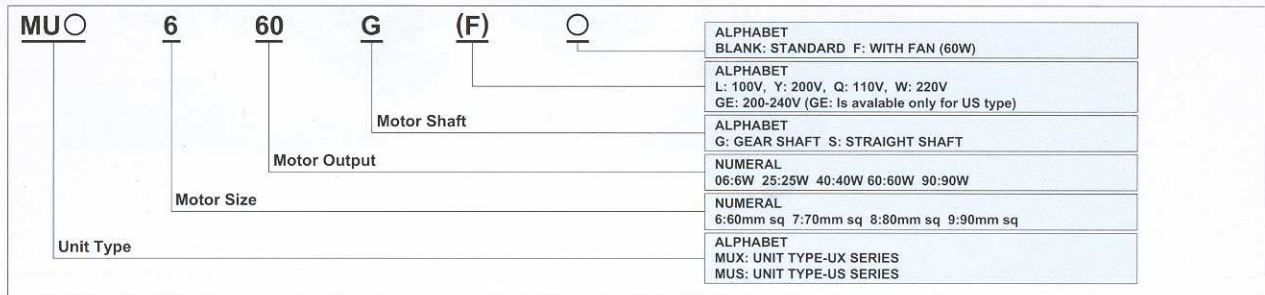 MU○ 6 60 G (F) ○
ALPHABET
BLANK: STANDARD F: WITH FAN (60W)
ALPHABET
L: 100V, Y: 200V, Q: 110V, W: 220V
GE: 200-240V (GE: Is avalable only for US type)
Motor Shaft
ALPHABET
G: GEAR SHAFT S: STRAIGHT SHAFT
Motor Output
NUMERAL
06:6W 25:25W 40:40W 60:60W 90:90W
Motor Size
NUMERAL
6:60mm sq 7:70mm sq 8:80mm sq 9:90mm sq
Unit Type
ALPHABET
MUX: UNIT TYPE-UX SERIES
MUS: UNIT TYPE-US SERIES